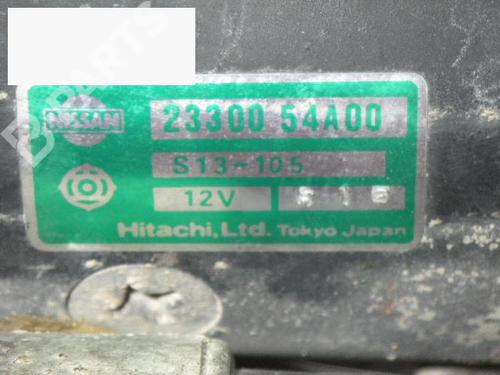 NISSAN
23300 54A00
S13-105
12V
Hitachi, Ltd. Tokyo Japan